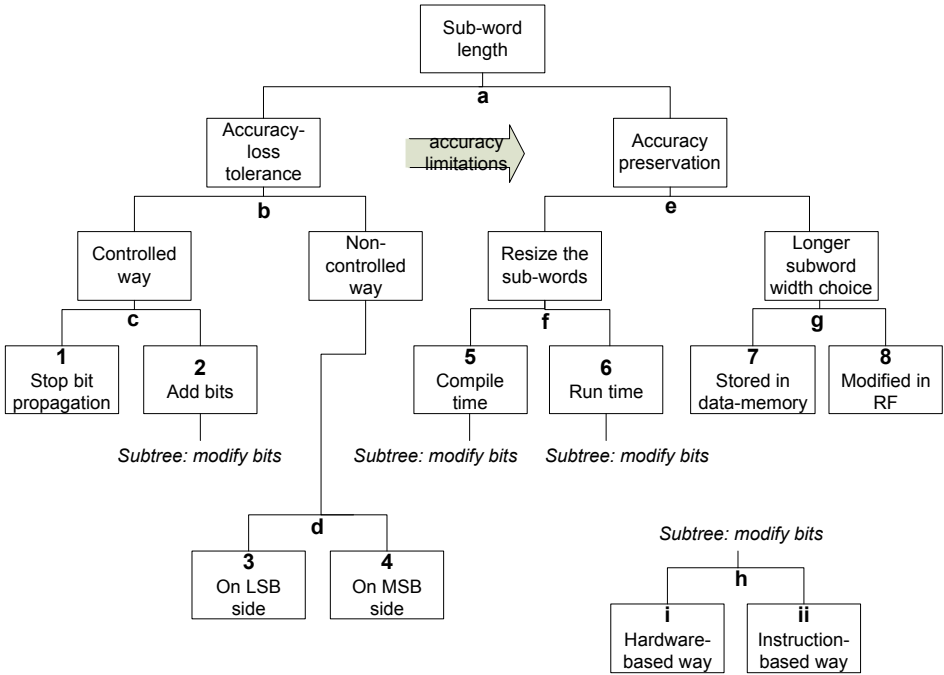 Sub-word
length
a
Accuracy-
loss
tolerance
accuracy
limitations
Accuracy
preservation
b
e
Controlled
way
Non-
controlled
way
Resize the
sub-words
Longer
subword
width choice
c
f
g
1
Stop bit
propagation
2
Add bits
5
Compile
time
6
Run time
7
Stored in
data-memory
8
Modified in
RF
Subtree: modify bits
Subtree: modify bits
Subtree: modify bits
d
3
On LSB
side
4
On MSB
side
Subtree: modify bits
h
i
Hardware-
based way
ii
Instruction-
based way